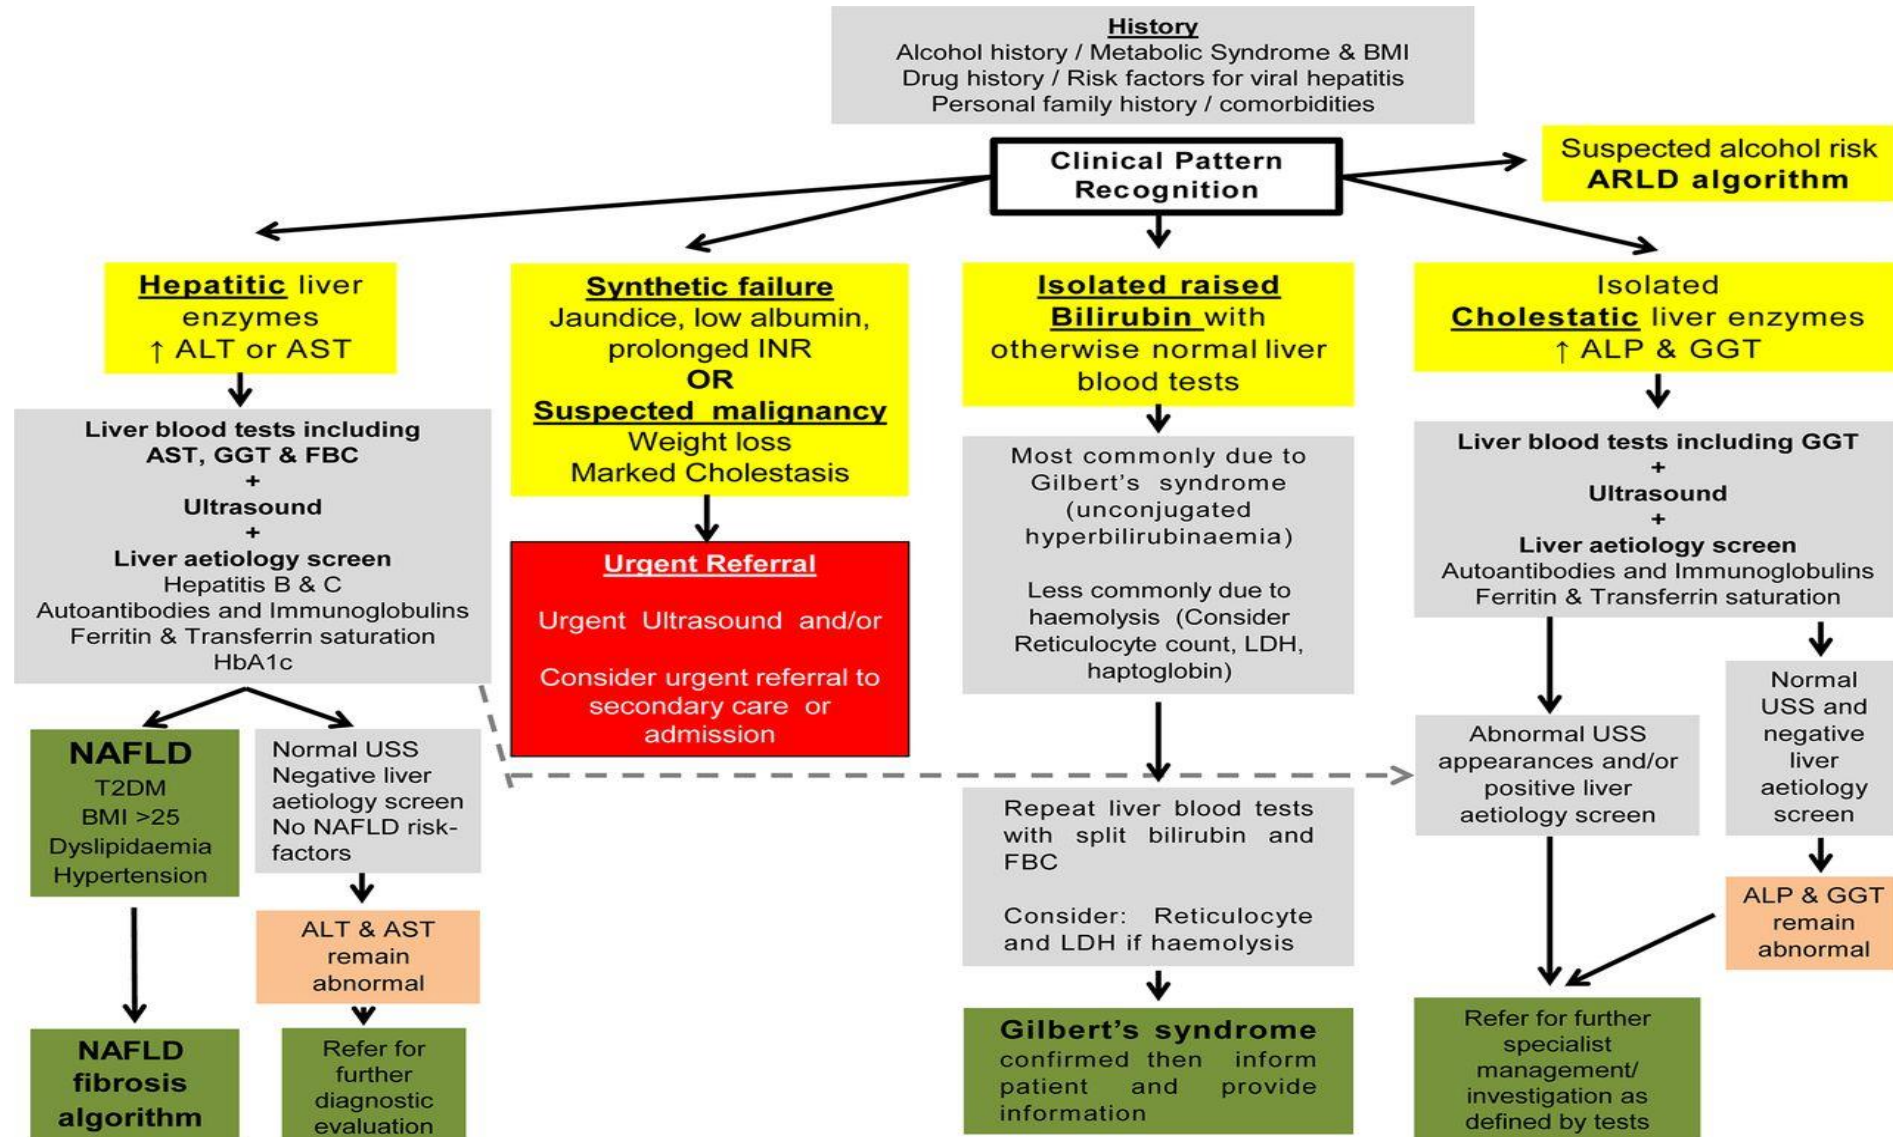 History
Alcohol history / Metabolic Syndrome & BMI
Drug history / Risk factors for viral hepatitis
Personal family history / comorbidities
Clinical Pattern
Recognition
Suspected alcohol risk
ARLD algorithm
Hepatitic liver
enzymes
↑ ALT or AST
Liver blood tests including
AST, GGT & FBC
+
Ultrasound
+
Liver aetiology screen
Hepatitis B & C
Autoantibodies and Immunoglobulins
Ferritin & Transferrin saturation
HbA1c
NAFLD
T2DM
BMI >25
Dyslipidaemia
Hypertension
NAFLD
fibrosis
algorithm
Normal USS
Negative liver
aetiology screen
No NAFLD risk-
factors
ALT & AST
remain
abnormal
Refer for
further
diagnostic
evaluation
Synthetic failure
Jaundice, low albumin,
prolonged INR
OR
Suspected malignancy
Weight loss
Marked Cholestasis
Urgent Referral
Urgent Ultrasound and/or
Consider urgent referral to
secondary care or
admission
Isolated raised
Bilirubin with
otherwise normal liver
blood tests
Most commonly due to
Gilbert's syndrome
(unconjugated
hyperbilirubinaemia)
Less commonly due to
haemolysis (Consider
Reticulocyte count, LDH,
haptoglobin)
Repeat liver blood tests
with split bilirubin and
FBC
Consider: Reticulocyte
and LDH if haemolysis
Gilbert's syndrome
confirmed then inform
patient and provide
information
Isolated
Cholestatic liver enzymes
↑ ALP & GGT
Liver blood tests including GGT
+
Ultrasound
+
Liver aetiology screen
Autoantibodies and Immunoglobulins
Ferritin & Transferrin saturation
Abnormal USS
appearances and/or
positive liver
aetiology screen
Normal
USS and
negative
liver
aetiology
screen
ALP & GGT
remain
abnormal
Refer for further
specialist
management/
investigation as
defined by tests